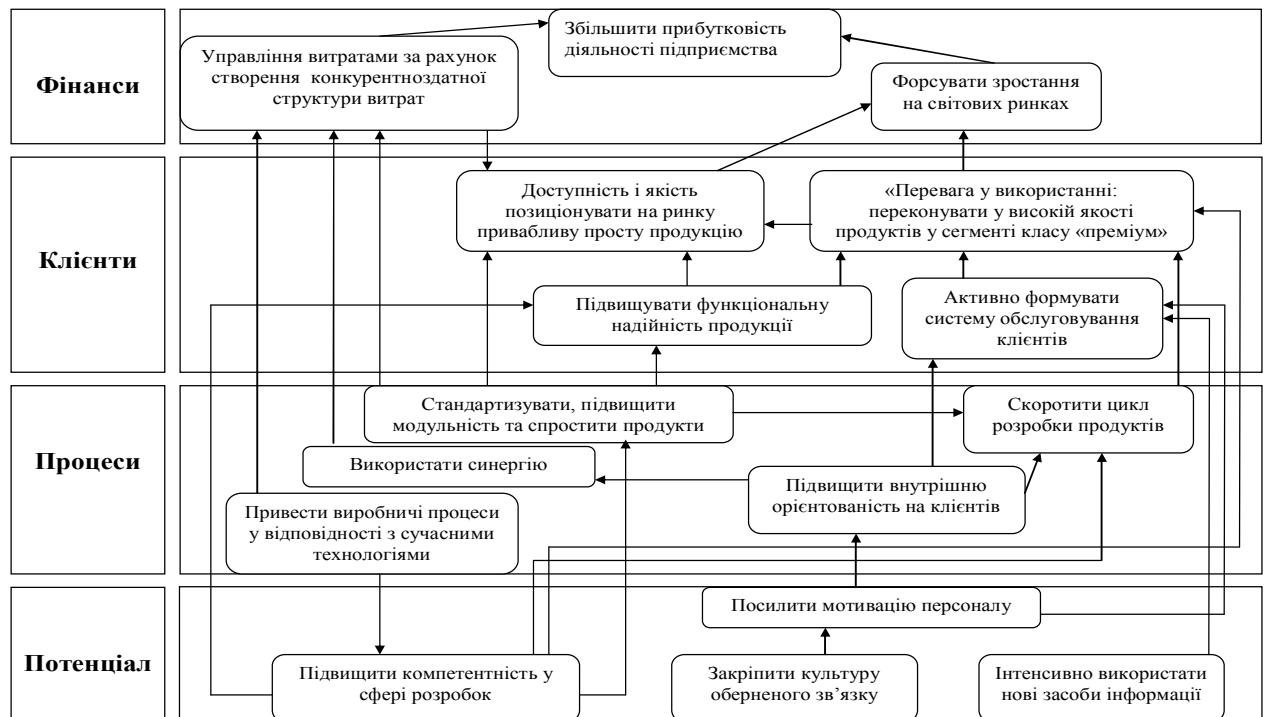 Фінанси
Збільшити прибутковість
діяльності підприємства
Управління витратами за рахунок
створення конкурентноздатної
структури витрат
Форсувати зростання
на світових ринках
Клієнти
Доступність і якість
позиціонувати на ринку
привабливу просту продукцію
«Перевага у використанні:
переконувати у високій якості
продуктів у сегменті класу «преміум»
Підвищувати функціональну
надійність продукції
Активно формувати
систему обслуговування
клієнтів
Процеси
Стандартизувати, підвищити
модульність та спростити продукти
Скоротити цикл
розробки продуктів
Використати синергію
Підвищити внутрішню
орієнтованість на клієнтів
Привести виробничі процеси
у відповідності з сучасними
технологіями
Потенціал
Посилити мотивацію персоналу
Підвищити компетентність у
сфері розробок
Закріпити культуру
оберненого зв’язку
Інтенсивно використати
нові засоби інформації